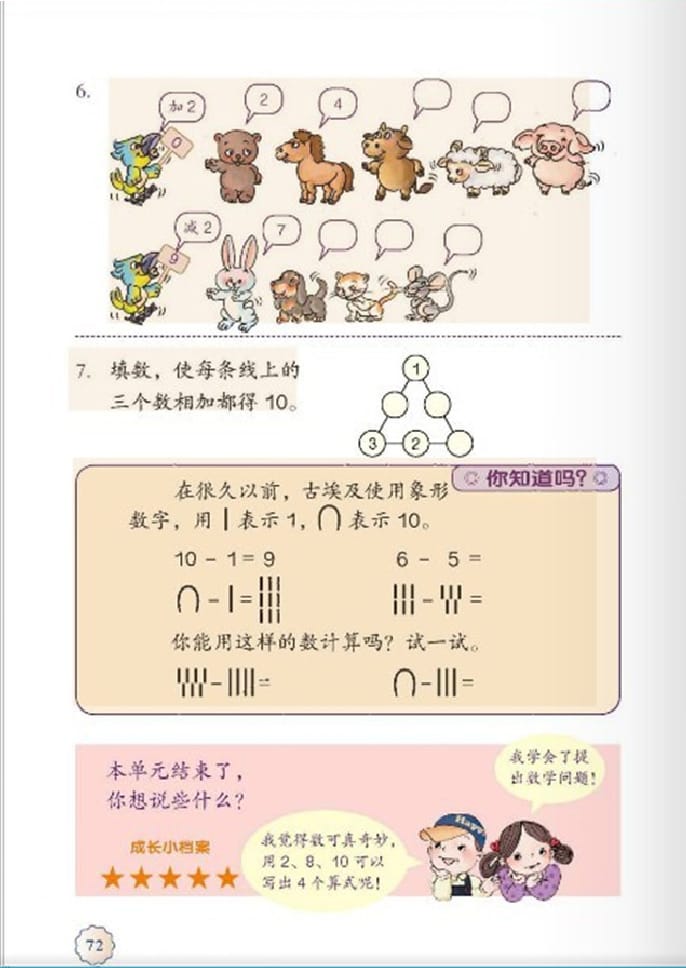 6.
加2 2 4
0
减2 7
9
7. 填数，使每条线上的
三个数相加都得10。
1
3 2
你知道吗？
在很久以前，古埃及使用象形
数字，用｜表示1，∩表示10。
10 - 1 = 9 6 - 5 =
你能用这样的数计算吗？试一试。
本单元结束了，
你想说些什么？
成长小档案
我学会了提
出数学问题！
我觉得数可真奇妙，
用2、8、10可以
写出4个算式呢！
72